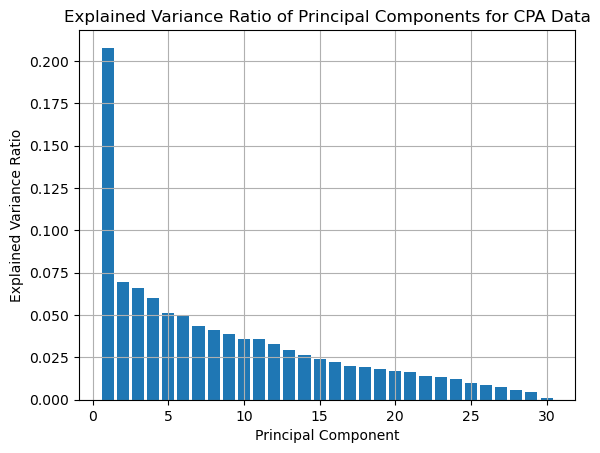 Explained Variance Ratio of Principal Components for CPA Data
0.200
0.175
0.150
0.125
0.100
0.075
0.050
0.025
0.000
Explained Variance Ratio
0 5 10 15 20 25 30
Principal Component